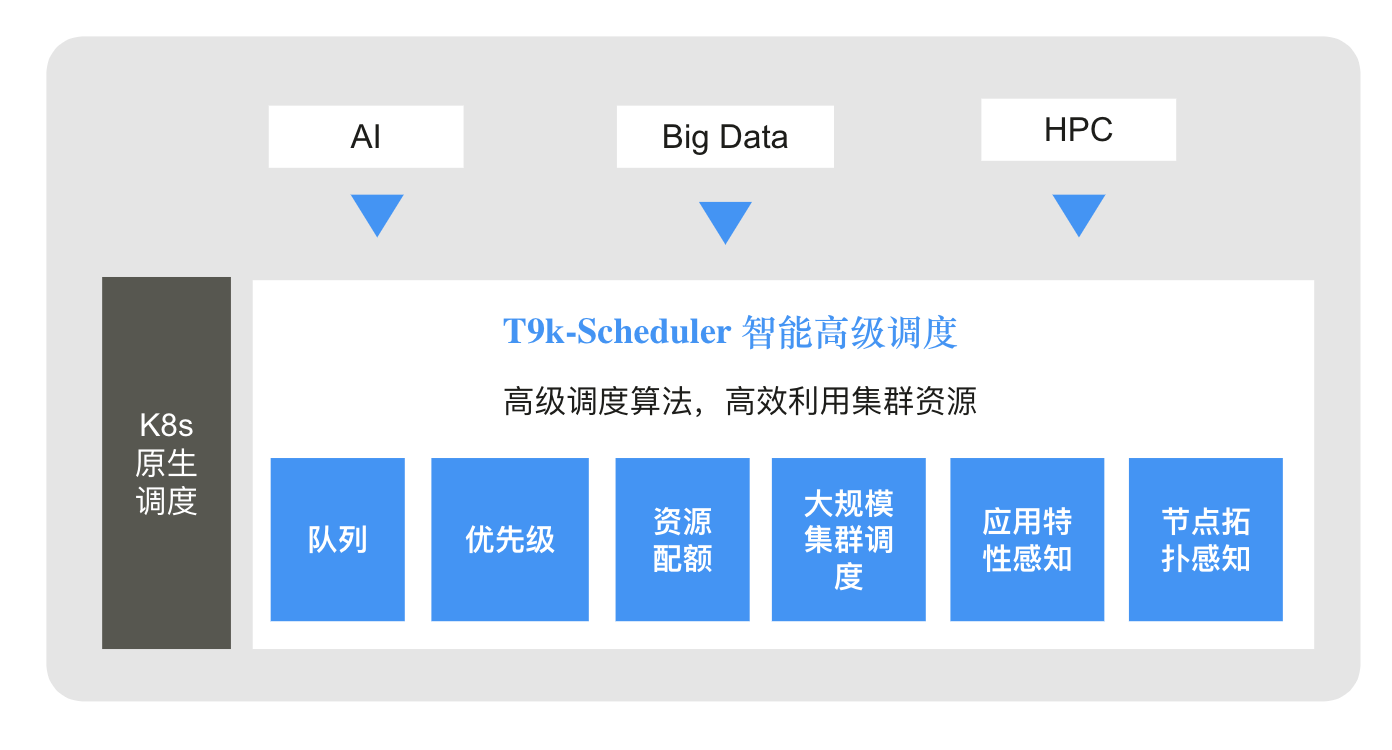 AI
Big Data
HPC
T9k-Scheduler 智能高级调度
高级调度算法，高效利用集群资源
K8s
原生
调度
队列
优先级
资源
配额
大规模
集群调
度
应用特
性感知
节点拓
扑感知